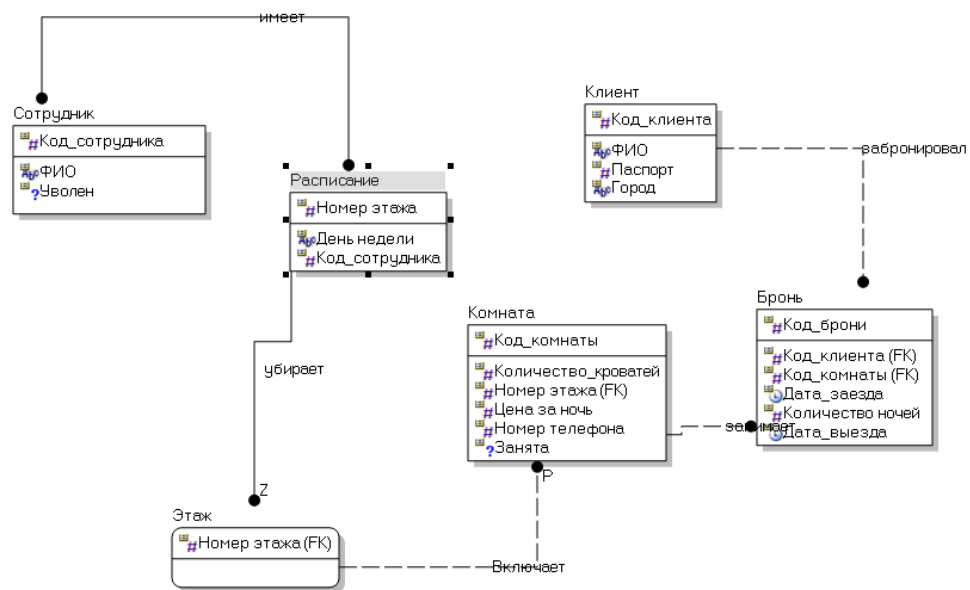 имеет
Сотрудник
Код_сотрудника
ФИО
Уволен
Расписание
Номер этажа
День недели
Код_сотрудника
убирает
Z
Этаж
Номер этажа (FK)
Клиент
Код_клиента
ФИО
Паспорт
Город
забронировал
Комната
Код_комнаты
Количество_кроватей
Номер этажа (FK)
Цена за ночь
Номер телефона
Занята
P
Включает
занимает
Бронь
Код_брони
Код_клиента (FK)
Код_комнаты (FK)
Дата_заезда
Количество ночей
Дата_выезда